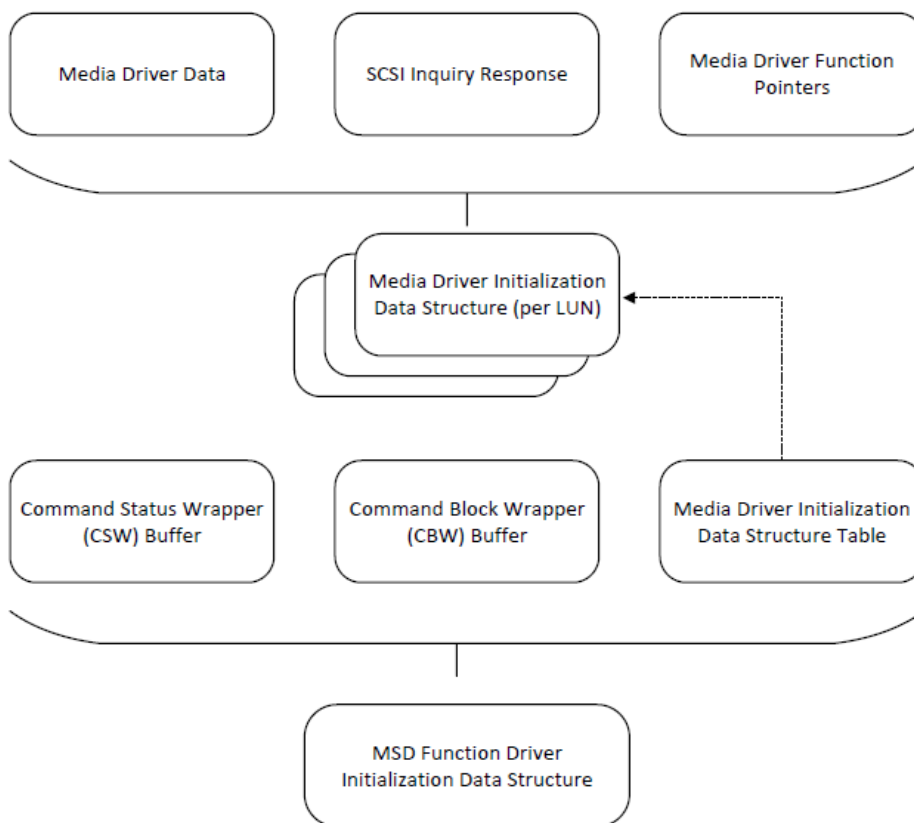 Media Driver Data
SCSI Inquiry Response
Media Driver Function
Pointers
Media Driver Initialization
Data Structure (per LUN)
Command Status Wrapper
(CSW) Buffer
Command Block Wrapper
(CBW) Buffer
Media Driver Initialization
Data Structure Table
MSD Function Driver
Initialization Data Structure